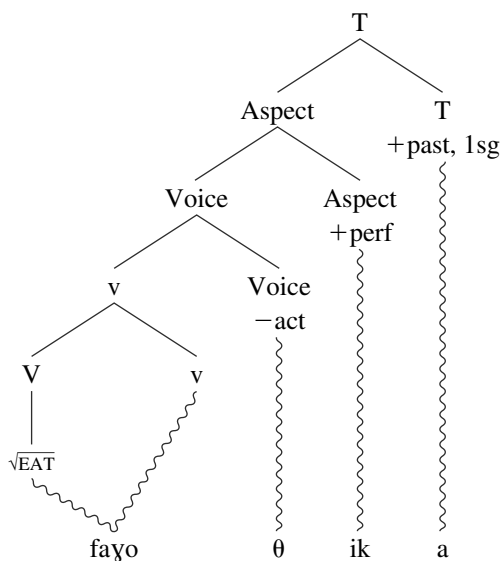 T
Aspect T
+past, 1sg
Voice Aspect
+perf
v Voice
−act
V v
√EAT
faɣo θ ik a